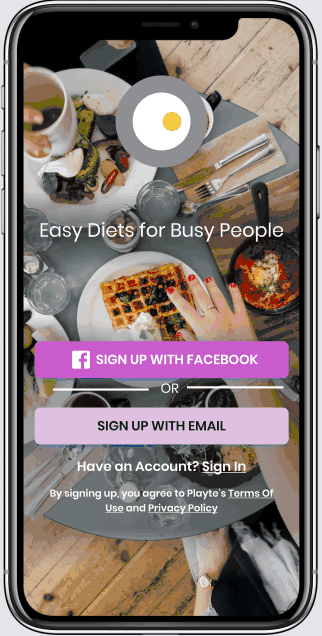 Easy Diets for Busy People
SIGN UP WITH FACEBOOK
OR
SIGN UP WITH EMAIL
Have an Account? Sign In
By signing up, you agree to Playte's Terms Of
Use and Privacy Policy